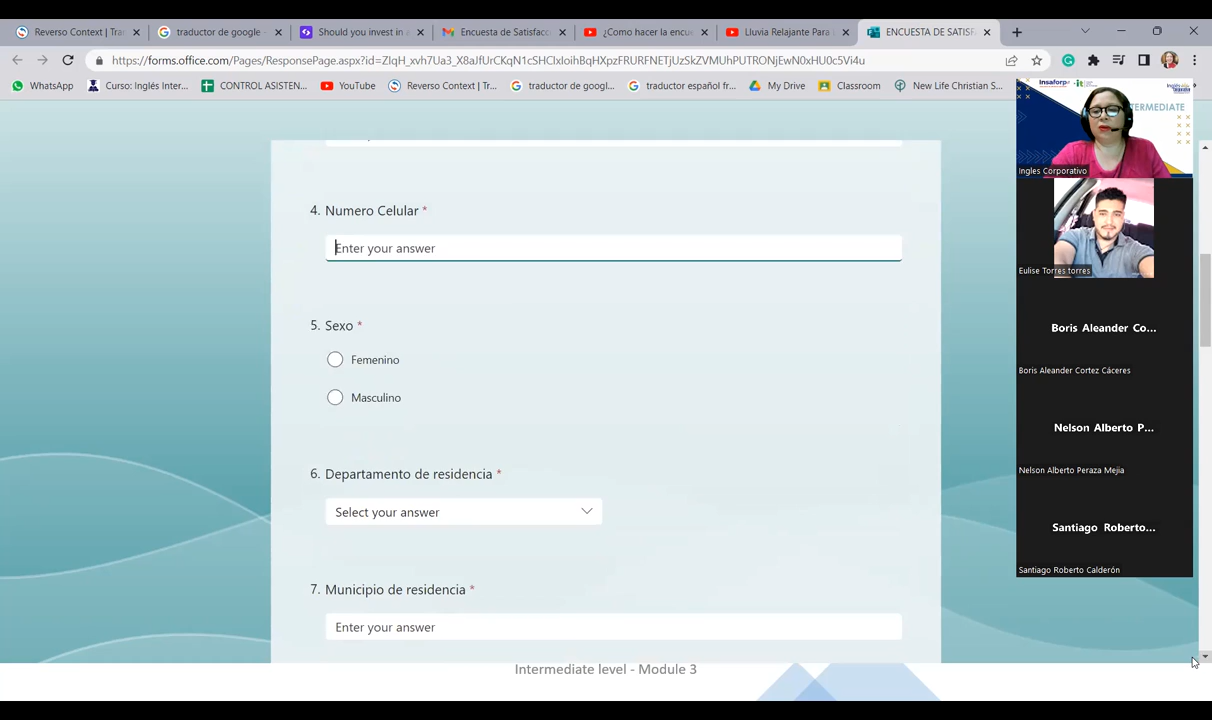 Reverso Context | Tra
traductor de google -
Should you invest in a
Encuesta de Satisfacc
¿Como hacer la encue
Lluvia Relajante Para
ENCUESTA DE SATISF
https://forms.office.com/Pages/ResponsePage.aspx?id=ZIqH_xvh7Ua3_X8aJfUrCKqN1cSHCIxIoihBqHXpzFRURFNETjUzSkZVMUhPUTRONjEwN0xHU0c5Vi4u
WhatsApp
Curso: Inglés Inter...
CONTROL ASISTEN...
YouTube
Reverso Context | Tr...
traductor de googl...
traductor español fr...
My Drive
Classroom
New Life Christian S...
4. Numero Celular *
Enter your answer
5. Sexo *
Femenino
Masculino
6. Departamento de residencia *
Select your answer
7. Municipio de residencia *
Enter your answer
Intermediate level - Module 3
Insaforp
TERMEDIATE
Ingles Corporativo
Eulise Torres torres
Boris Aleander Co...
Boris Aleander Cortez Cáceres
Nelson Alberto P...
Nelson Alberto Peraza Mejia
Santiago Roberto...
Santiago Roberto Calderón